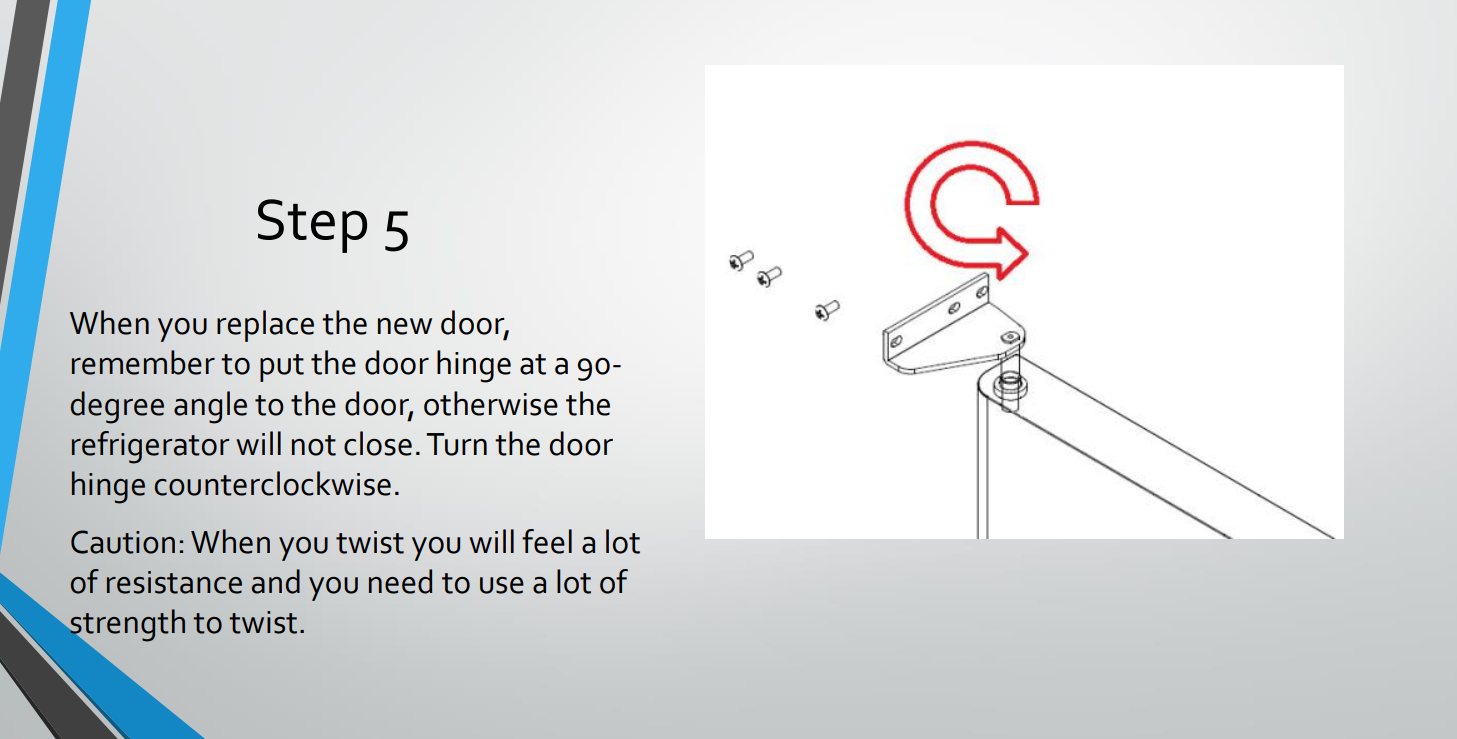 Step 5
When you replace the new door,
remember to put the door hinge at a 90-
degree angle to the door, otherwise the
refrigerator will not close. Turn the door
hinge counterclockwise.
Caution: When you twist you will feel a lot
of resistance and you need to use a lot of
strength to twist.